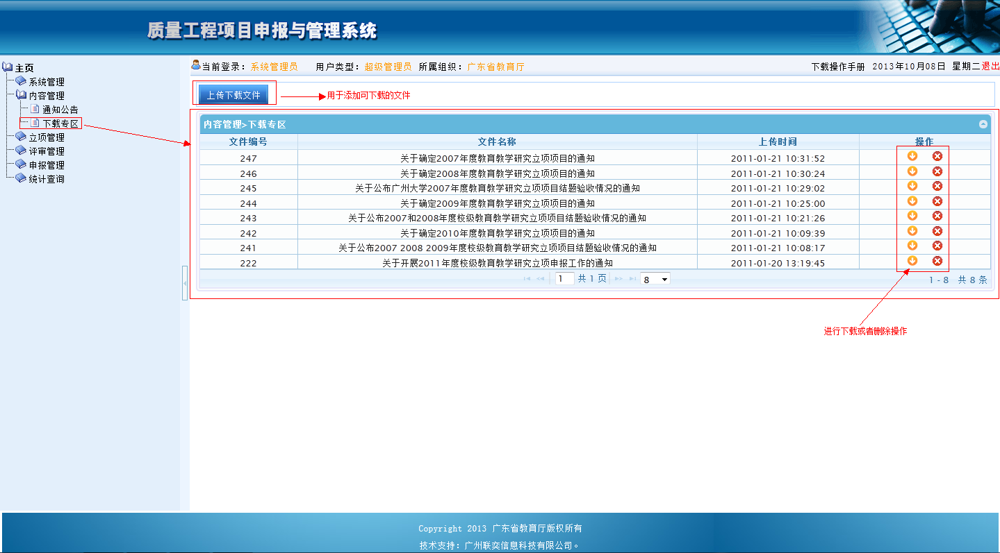 质量工程项目申报与管理系统
主页
系统管理
内容管理
通知公告
下载专区
立项管理
评审管理
申报管理
统计查询
当前登录：系统管理员 用户类型：超级管理员 所属组织：广东省教育厅 下载操作手册 2013年10月08日 星期二退出
上传下载文件 用于添加可下载的文件
内容管理>下载专区
文件编号 文件名称 上传时间 操作
247 关于确定2007年度教育教学研究立项项目的通知 2011-01-21 10:31:52
246 关于确定2008年度教育教学研究立项项目的通知 2011-01-21 10:30:24
245 关于公布广州大学2007年度教育教学研究立项项目结题验收情况的通知 2011-01-21 10:29:02
244 关于确定2009年度教育教学研究立项项目的通知 2011-01-21 10:25:00
243 关于公布2007和2008年度校级教育教学研究立项项目结题验收情况的通知 2011-01-21 10:21:26
242 关于确定2010年度教育教学研究立项项目的通知 2011-01-21 10:09:39
241 关于公布2007 2008 2009年度校级教育教学研究立项项目结题验收情况的通知 2011-01-21 10:08:17
222 关于开展2011年度校级教育教学研究立项申报工作的通知 2011-01-20 13:19:45
1 共 1 页 8 1 - 8 共 8 条
进行下载或者删除操作
Copyright 2013 广东省教育厅版权所有
技术支持：广州联奕信息科技有限公司。